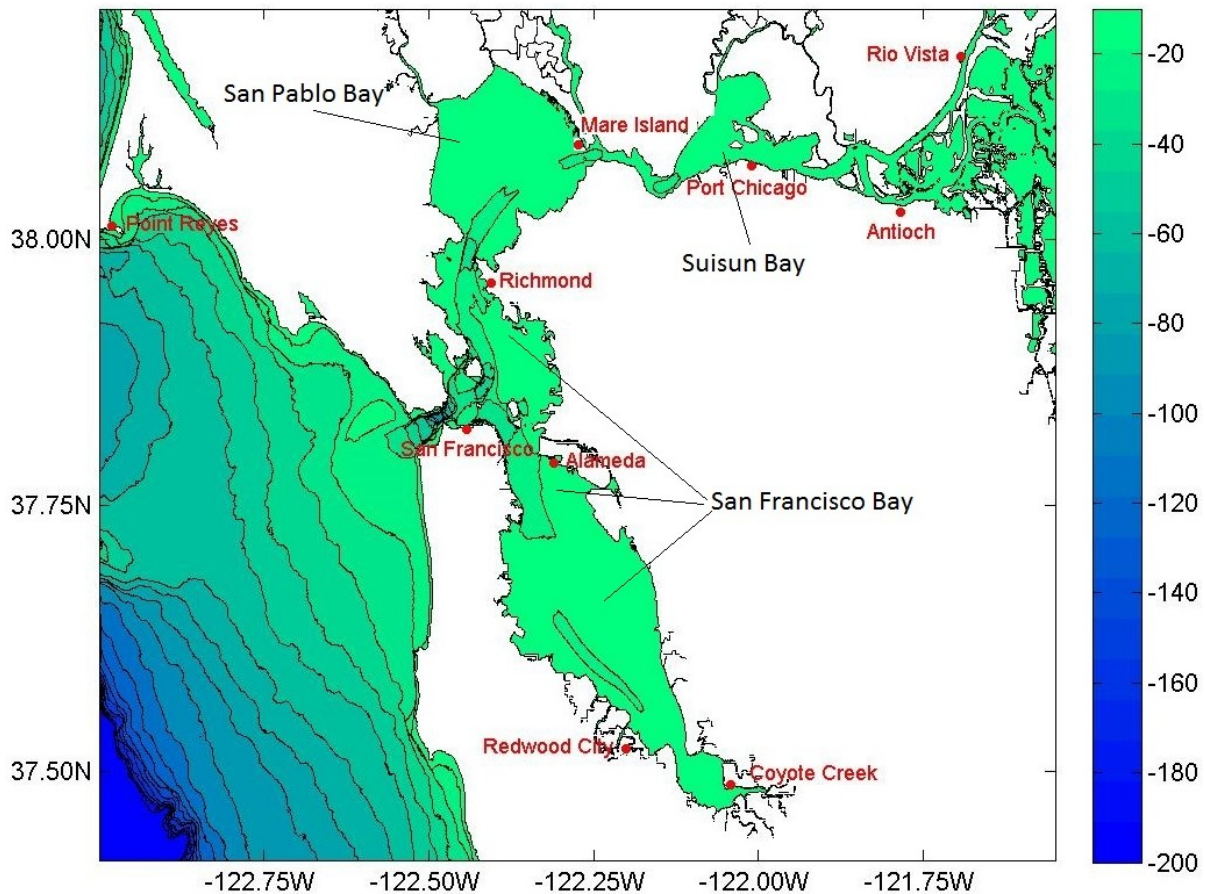 -20
Rio Vista
San Pablo Bay
-40
Mare Island
Port Chicago
-60
Point Reyes
Antioch
38.00N
Suisun Bay
Richmond
-80
-100
San Francisco
Alameda
37.75N
San Francisco Bay
-120
-140
-160
Redwood City
37.50N
Coyote Creek
-180
-200
-122.75W
-122.50W
-122.25W
-122.00W
-121.75W